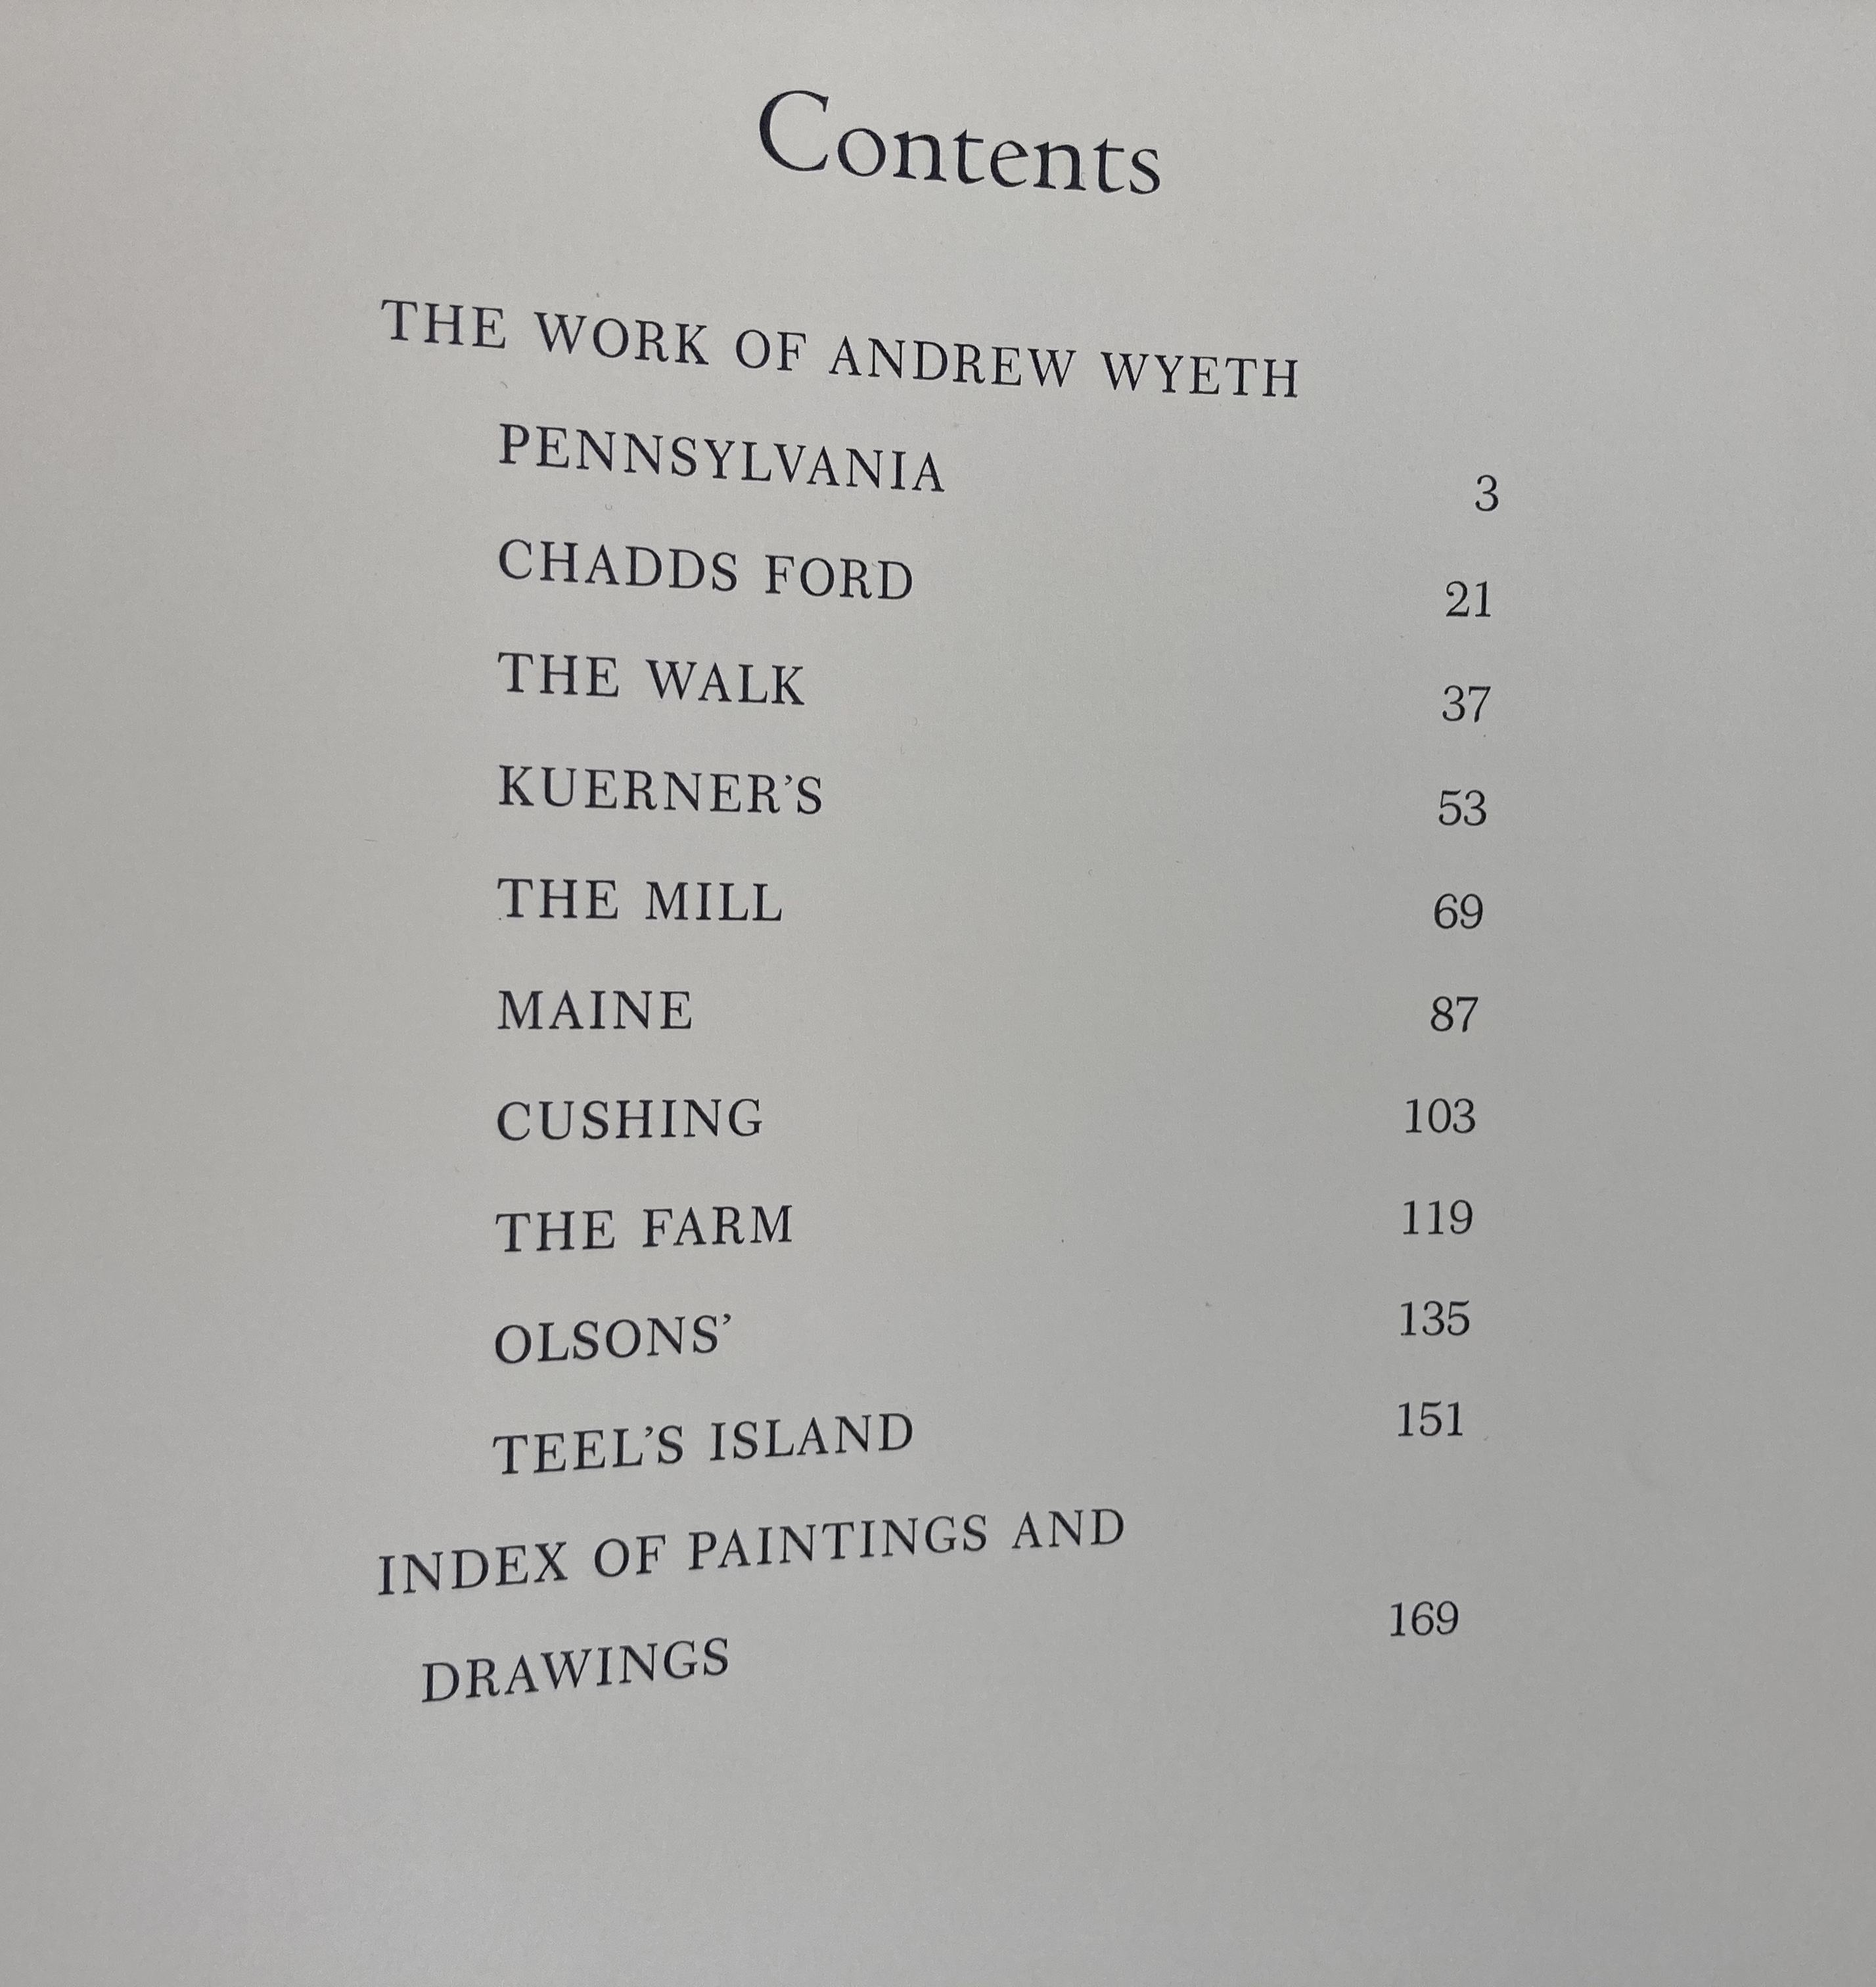 Contents
THE WORK OF ANDREW WYETH
PENNSYLVANIA 3
CHADDS FORD 21
THE WALK 37
KUERNER’S 53
THE MILL 69
MAINE 87
CUSHING 103
THE FARM 119
OLSONS’ 135
TEEL’S ISLAND 151
INDEX OF PAINTINGS AND
DRAWINGS 169